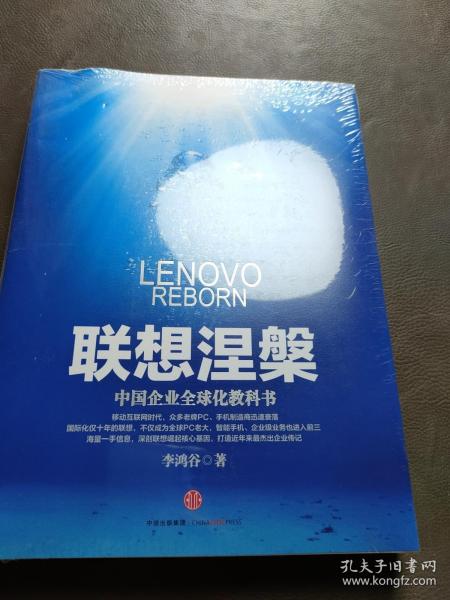 LENOVO
REBORN
联想涅槃
中国企业全球化教科书
移动互联网时代，众多老牌PC、手机制造商迅速衰落
国际化仅十年的联想，不仅成为全球PC老大，智能手机、企业级业务也进入前三
海量一手信息，深剖联想崛起核心基因，打造近年来最杰出企业传记
李鸿谷◎著
中信出版集团·CHINACITICPRESS
孔夫子旧书网
www.kongfz.com